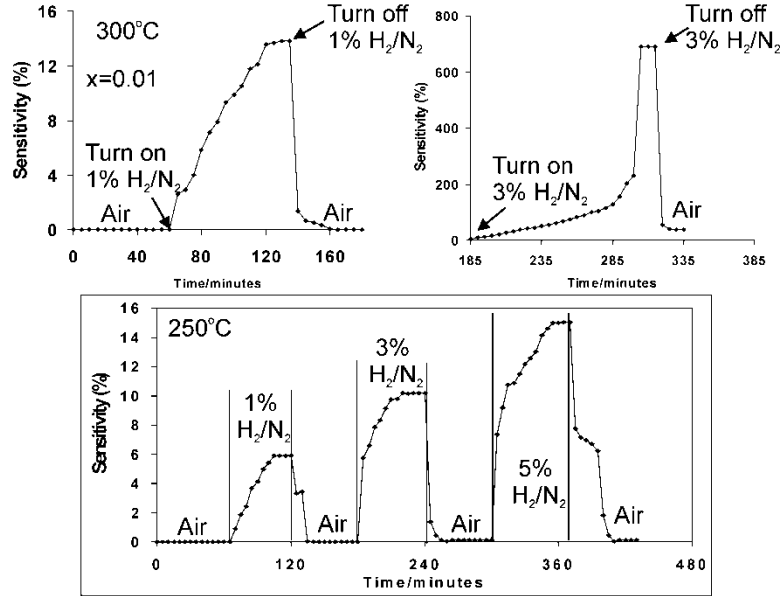 16
12
8
4
0
Sensitivity (%)
300°C
x=0.01
Turn on
1% H₂/N₂
Turn off
1% H₂/N₂
Air
Air
0 40 80 120 160
Time/minutes
800
600
400
200
0
Sensitivity (%)
Turn on
3% H₂/N₂
Turn off
3% H₂/N₂
Air
185 235 285 335 385
Time/minutes
16
14
12
10
8
6
4
2
0
Sensitivity (%)
250°C
1%
H₂/N₂
3%
H₂/N₂
5%
H₂/N₂
Air
Air
Air
Air
0 120 240 360 480
Time/minutes